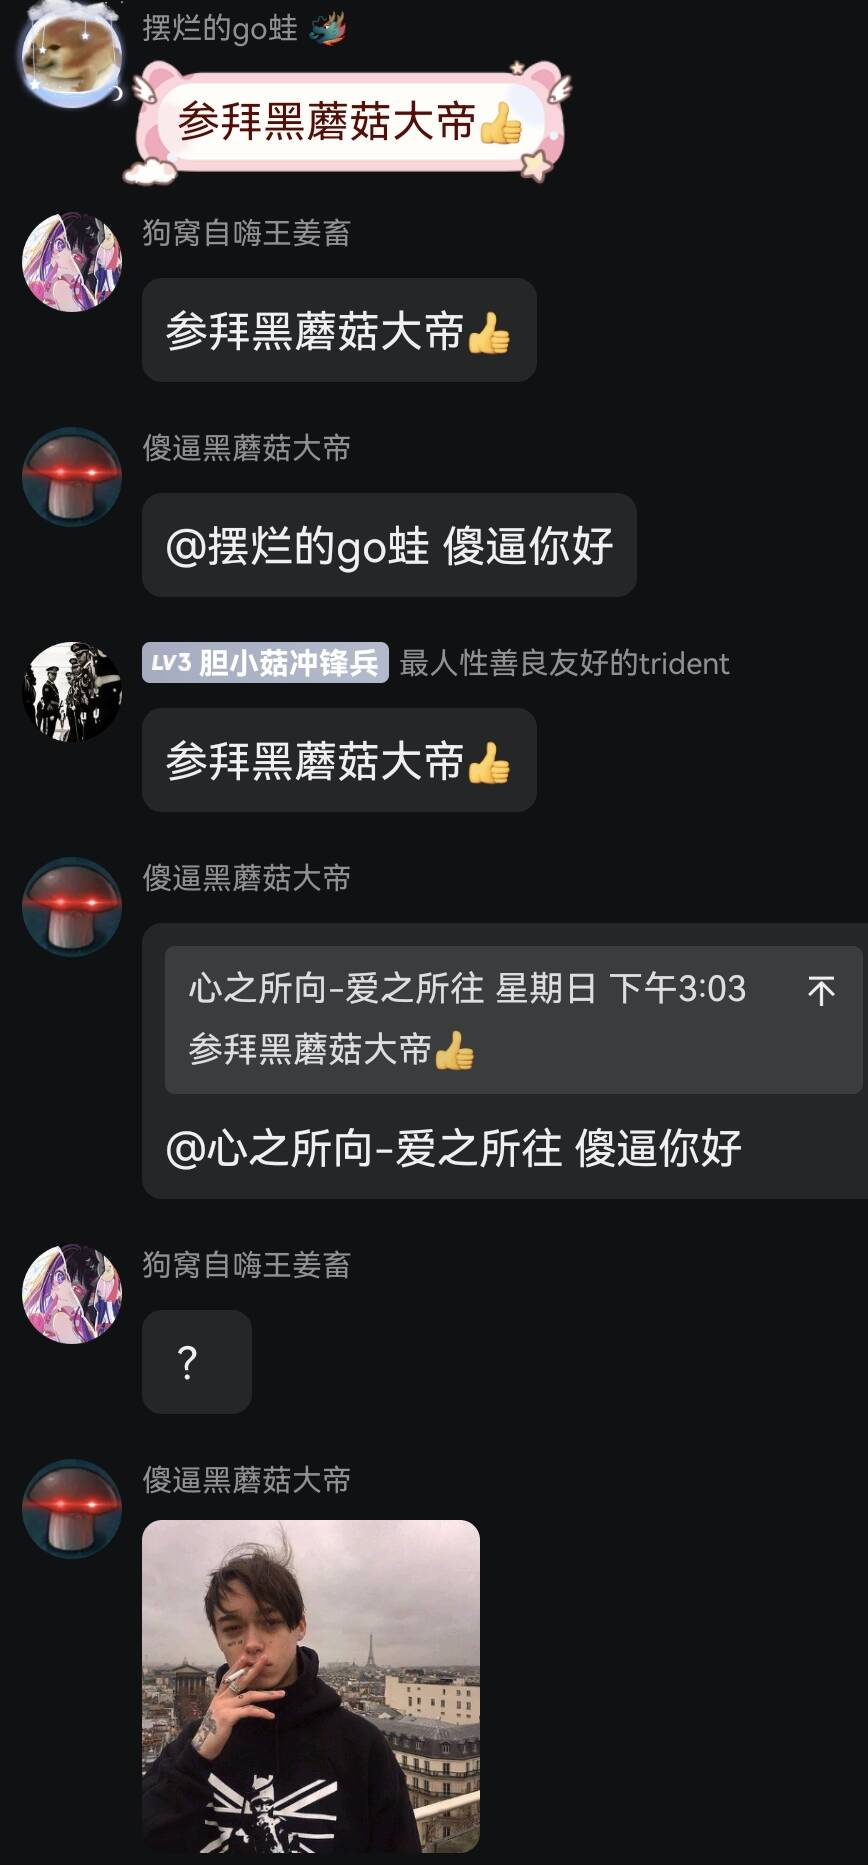 摆烂的go蛙
参拜黑蘑菇大帝👍
狗窝自嗨王姜畜
参拜黑蘑菇大帝👍
傻逼黑蘑菇大帝
@摆烂的go蛙 傻逼你好
LV3 胆小菇冲锋兵 最人性善良友好的trident
参拜黑蘑菇大帝👍
傻逼黑蘑菇大帝
心之所向-爱之所往 星期日 下午3:03
参拜黑蘑菇大帝👍
@心之所向-爱之所往 傻逼你好
狗窝自嗨王姜畜
？
傻逼黑蘑菇大帝